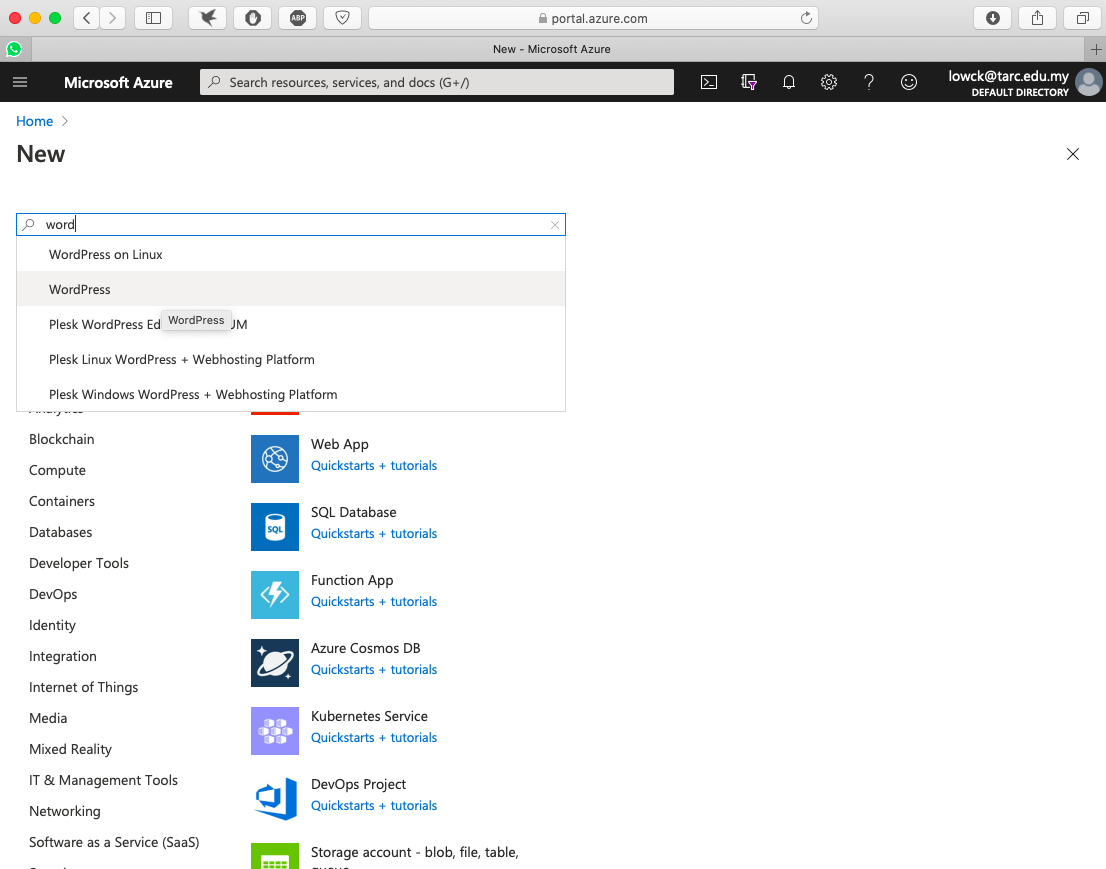 ABP
portal.azure.com
New - Microsoft Azure
Microsoft Azure
Search resources, services, and docs (G+/)
lowck@tarc.edu.my
DEFAULT DIRECTORY
Home
New
word
WordPress on Linux
WordPress
Plesk WordPress Ed
WordPress
UM
Plesk Linux WordPress + Webhosting Platform
Plesk Windows WordPress + Webhosting Platform
Analytics
Blockchain
Web App
Quickstarts + tutorials
Compute
Containers
SQL
SQL Database
Quickstarts + tutorials
Databases
Developer Tools
Function App
Quickstarts + tutorials
DevOps
Identity
Azure Cosmos DB
Quickstarts + tutorials
Integration
Internet of Things
Media
Kubernetes Service
Quickstarts + tutorials
Mixed Reality
IT & Management Tools
DevOps Project
Quickstarts + tutorials
Networking
Software as a Service (SaaS)
Storage account - blob, file, table,